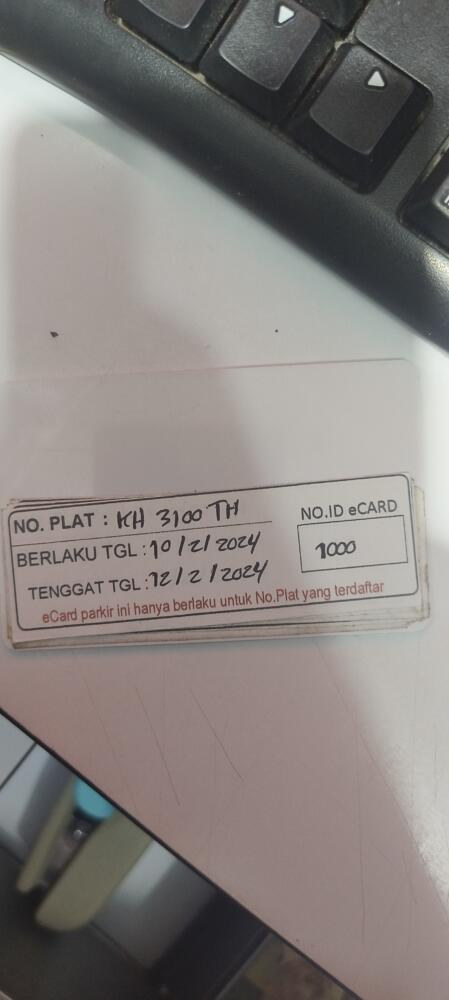 NO. PLAT : KH 3100 TH
BERLAKU TGL : 10/2/2024
TENGGAT TGL : 12/2/2024
NO.ID eCARD
1000
eCard parkir ini hanya berlaku untuk No.Plat yang terdaftar